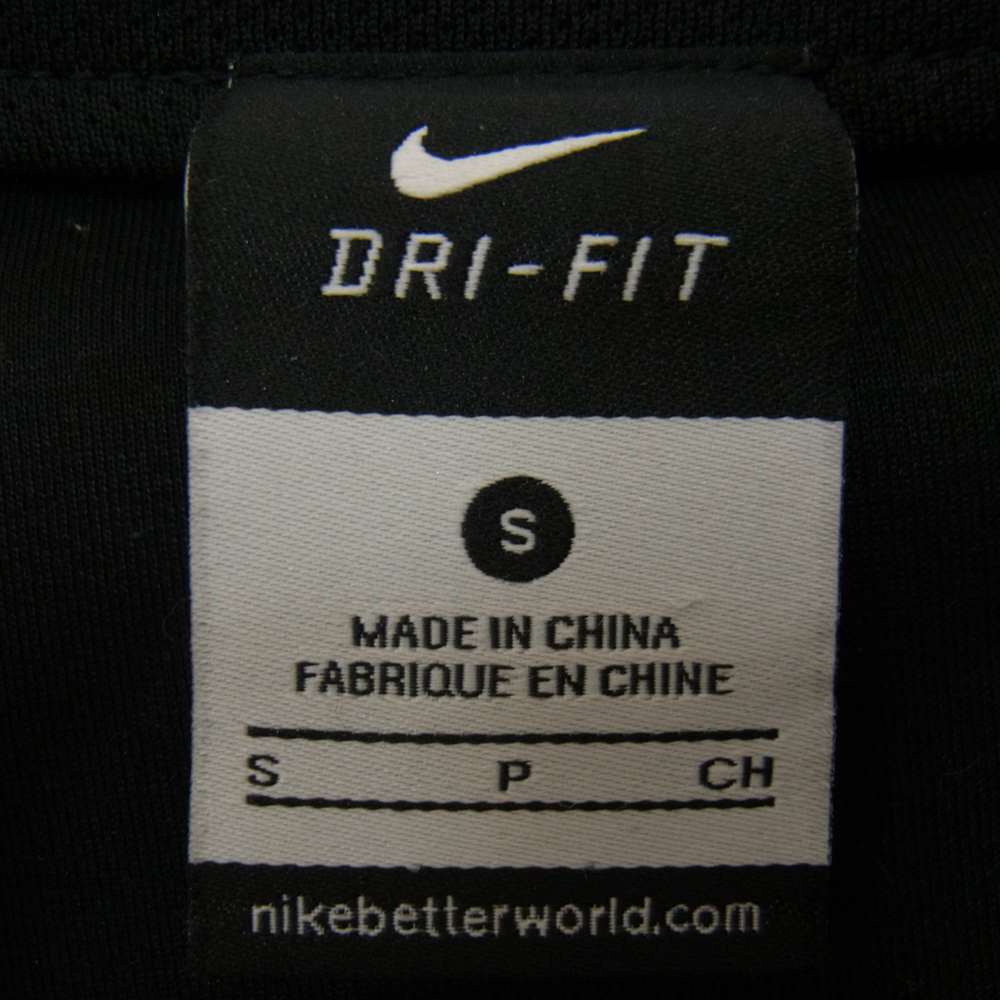 DRI-FIT
S
MADE IN CHINA
FABRIQUE EN CHINE
S P CH
nikebetterworld.com